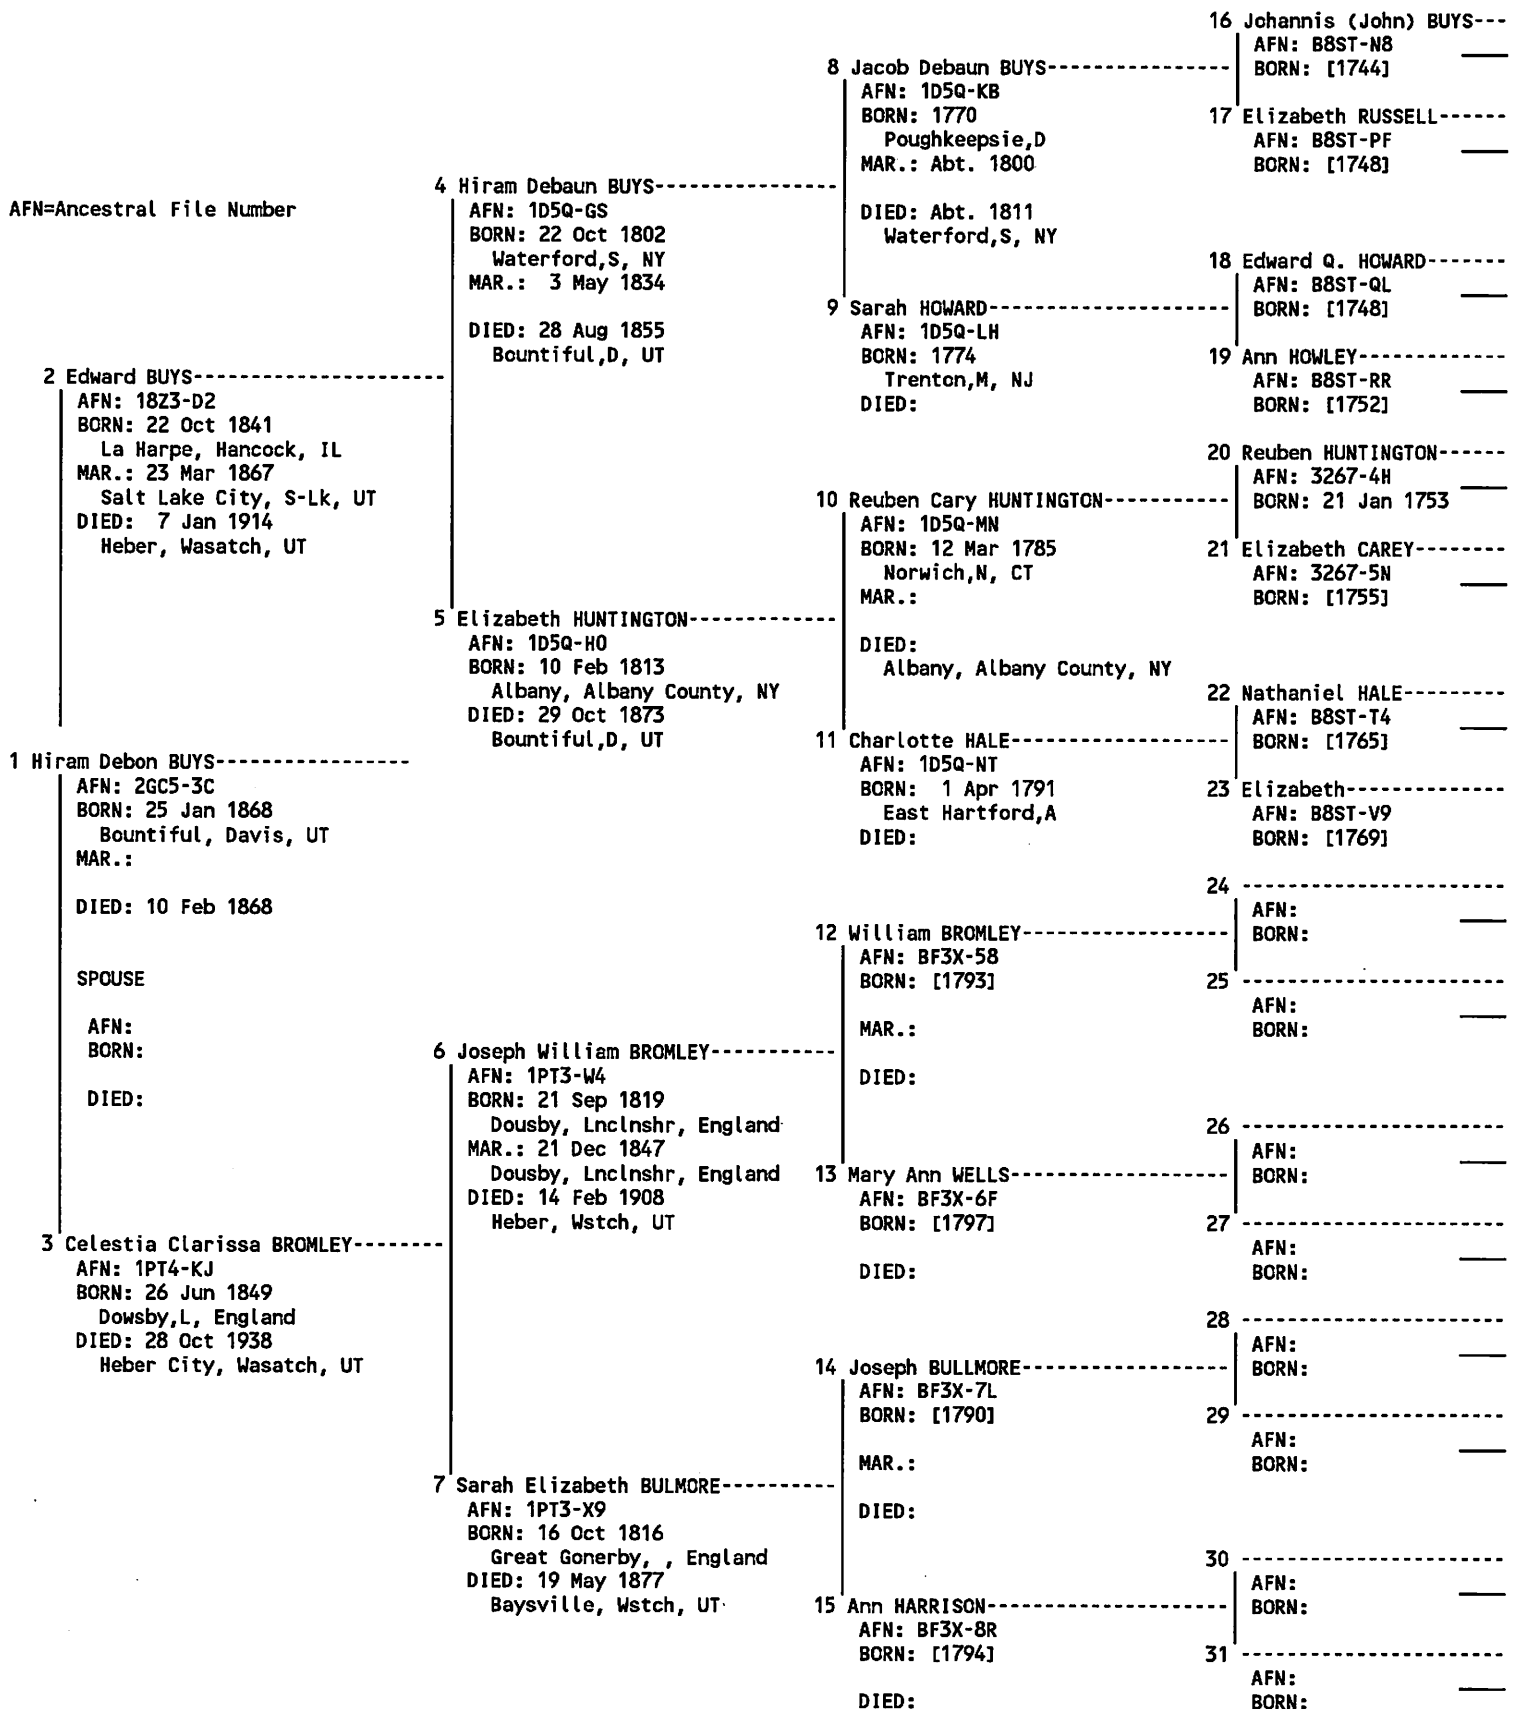 AFN=Ancestral File Number
1 Hiram Debon BUYS----------------
AFN: 2GC5-3C
BORN: 25 Jan 1868
Bountiful, Davis, UT
MAR.:
DIED: 10 Feb 1868
SPOUSE
AFN:
BORN:
DIED:
2 Edward BUYS---------------------
AFN: 18Z3-D2
BORN: 22 Oct 1841
La Harpe, Hancock, IL
MAR.: 23 Mar 1867
Salt Lake City, S-Lk, UT
DIED: 7 Jan 1914
Heber, Wasatch, UT
3 Celestia Clarissa BROMLEY--------
AFN: 1PT4-KJ
BORN: 26 Jun 1849
Dowsby,L, England
DIED: 28 Oct 1938
Heber City, Wasatch, UT
4 Hiram Debaun BUYS---------------
AFN: 1D5Q-GS
BORN: 22 Oct 1802
Waterford,S, NY
MAR.: 3 May 1834
DIED: 28 Aug 1855
Bountiful,D, UT
5 Elizabeth HUNTINGTON-------------
AFN: 1D5Q-H0
BORN: 10 Feb 1813
Albany, Albany County, NY
DIED: 29 Oct 1873
Bountiful,D, UT
6 Joseph William BROMLEY-----------
AFN: 1PT3-W4
BORN: 21 Sep 1819
Dousby, Lnclnshr, England
MAR.: 21 Dec 1847
Dousby, Lnclnshr, England
DIED: 14 Feb 1908
Heber, Wstch, UT
7 Sarah Elizabeth BULMORE----------
AFN: 1PT3-X9
BORN: 16 Oct 1816
Great Gonerby, , England
DIED: 19 May 1877
Baysville, Wstch, UT
8 Jacob Debaun BUYS----------------
AFN: 1D5Q-KB
BORN: 1770
Poughkeepsie,D
MAR.: Abt. 1800
DIED: Abt. 1811
Waterford,S, NY
9 Sarah HOWARD---------------------
AFN: 1D5Q-LH
BORN: 1774
Trenton,M, NJ
DIED:
10 Reuben Cary HUNTINGTON-----------
AFN: 1D5Q-MN
BORN: 12 Mar 1785
Norwich,N, CT
MAR.:
DIED:
Albany, Albany County, NY
11 Charlotte HALE-------------------
AFN: 1D5Q-NT
BORN: 1 Apr 1791
East Hartford,A
DIED:
12 William BROMLEY------------------
AFN: BF3X-58
BORN: [1793]
MAR.:
DIED:
13 Mary Ann WELLS-------------------
AFN: BF3X-6F
BORN: [1797]
DIED:
14 Joseph BULLMORE------------------
AFN: BF3X-7L
BORN: [1790]
MAR.:
DIED:
15 Ann HARRISON---------------------
AFN: BF3X-8R
BORN: [1794]
DIED:
16 Johannis (John) BUYS---
AFN: B8ST-N8
BORN: [1744]
17 Elizabeth RUSSELL------
AFN: B8ST-PF
BORN: [1748]
18 Edward Q. HOWARD-------
AFN: B8ST-QL
BORN: [1748]
19 Ann HOWLEY-------------
AFN: B8ST-RR
BORN: [1752]
20 Reuben HUNTINGTON------
AFN: 3267-4H
BORN: 21 Jan 1753
21 Elizabeth CAREY--------
AFN: 3267-5N
BORN: [1755]
22 Nathaniel HALE---------
AFN: B8ST-T4
BORN: [1765]
23 Elizabeth--------------
AFN: B8ST-V9
BORN: [1769]
24 -----------------------
AFN:
BORN:
25 -----------------------
AFN:
BORN:
26 -----------------------
AFN:
BORN:
27 -----------------------
AFN:
BORN:
28 -----------------------
AFN:
BORN:
29 -----------------------
AFN:
BORN:
30 -----------------------
AFN:
BORN:
31 -----------------------
AFN:
BORN: